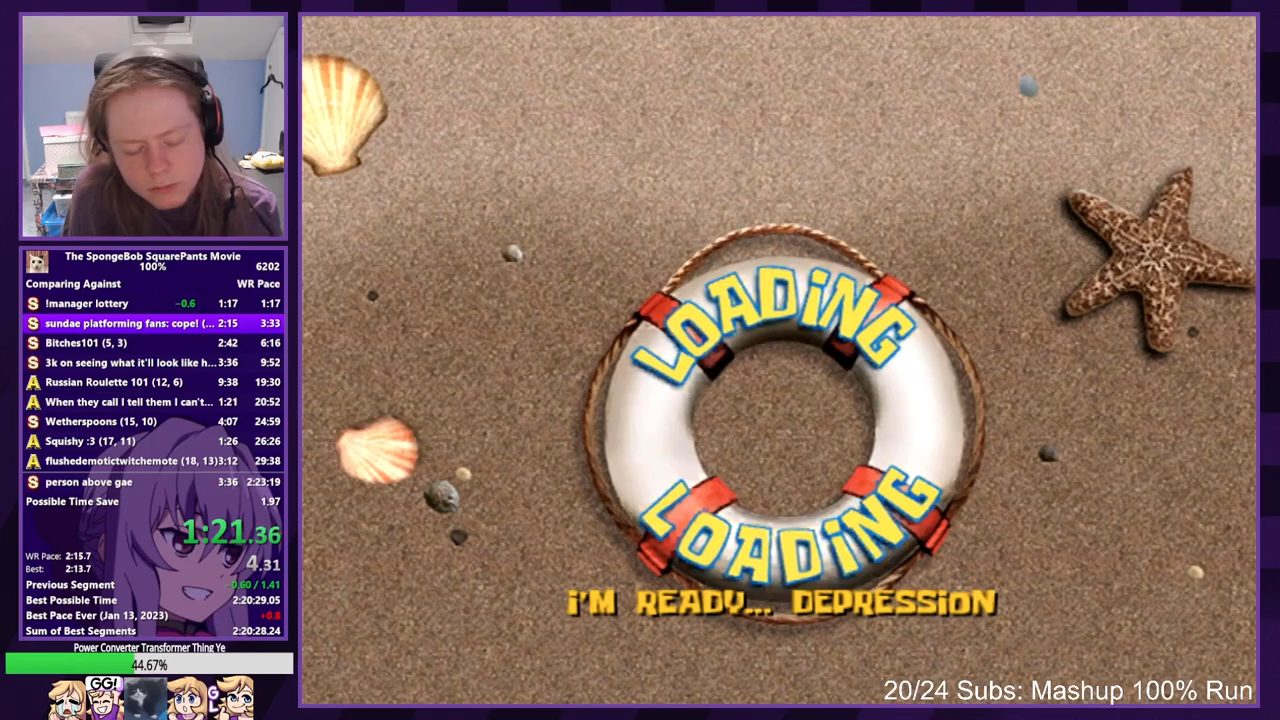 The SpongeBob SquarePants Movie
100% 6202
Comparing Against WR Pace:
!manager lottery −0.6 1:17 1:17
sundae platforming fans: cope! (... 2:15 3:33
Bitches101 (5, 3) 2:42 6:16
3k on seeing what it'll look like h... 3:36 9:52
Russian Roulette 101 (12, 6) 9:38 19:30
When they call I tell them I can't... 1:21 20:52
Wetherspoons (15, 10) 4:07 24:59
Squishy :3 (17, 11) 1:26 26:26
flushedemotictwitchemote (18, 13) 3:12 29:38
person above gae 3:36 2:23:19
Possible Time Save 1.97
1:21.36
WR Pace: 2:15.7
Best: 2:13.7
4.31
Previous Segment −0.60 / 1.41
Best Possible Time 2:20:29.05
Best Pace Ever (Jan 13, 2023) +0.8
Sum of Best Segments 2:20:28.24
Power Converter Transformer Thing Ye
44.67%
GG!
GL
LOADiNG
LOADiNG
i'M READY... DEPRESSiON
20/24 Subs: Mashup 100% Run